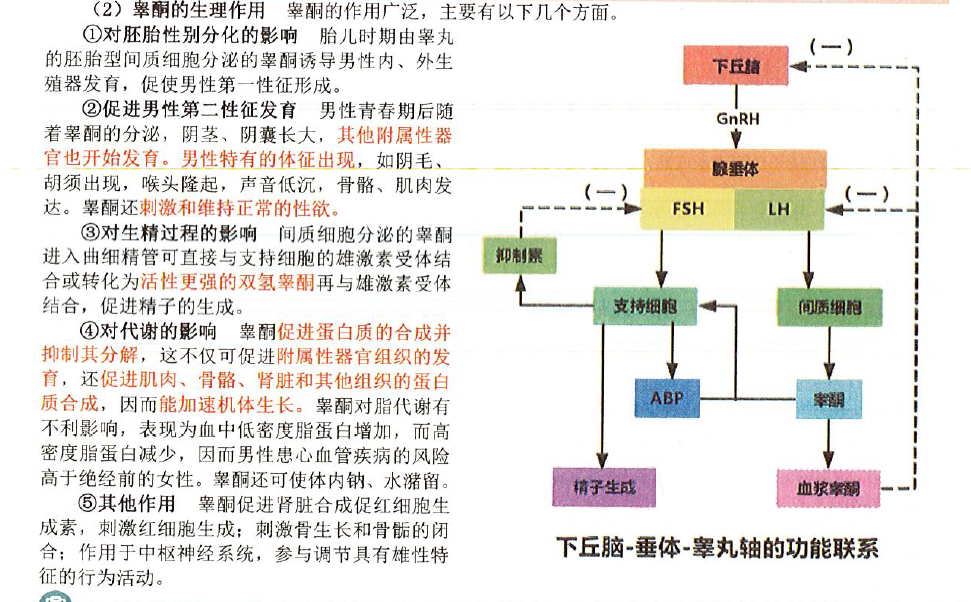 (2)睾酮的生理作用 睾酮的作用广泛，主要有以下几个方面。
①对胚胎性别分化的影响 胎儿时期由睾丸
的胚胎型间质细胞分泌的睾酮诱导男性内、外生
殖器发育，促使男性第一性征形成。
②促进男性第二性征发育 男性青春期后随
着睾酮的分泌，阴茎、阴囊长大，其他附属性器
官也开始发育。男性特有的体征出现，如阴毛、
胡须出现，喉头隆起，声音低沉，骨骼、肌肉发
达。睾酮还刺激和维持正常的性欲。
③对生精过程的影响 间质细胞分泌的睾酮
进入曲细精管可直接与支持细胞的雄激素受体结
合或转化为活性更强的双氢睾酮再与雄激素受体
结合，促进精子的生成。
④对代谢的影响 睾酮促进蛋白质的合成并
抑制其分解，这不仅可促进附属性器官组织的发
育，还促进肌肉、骨骼、肾脏和其他组织的蛋白
质合成，因而能加速机体生长。睾酮对脂代谢有
不利影响，表现为血中低密度脂蛋白增加，而高
密度脂蛋白减少，因而男性患心血管疾病的风险
高于绝经前的女性。睾酮还可使体内钠、水潴留。
⑤其他作用 睾酮促进肾脏合成促红细胞生
成素，刺激红细胞生成；刺激骨生长和骨骺的闭
合；作用于中枢神经系统，参与调节具有雄性特
征的行为活动。
(一)
下丘脑
GnRH
腺垂体
(一)
(一)
FSH
LH
抑制素
支持细胞
间质细胞
ABP
睾酮
精子生成
血浆睾酮
下丘脑-垂体-睾丸轴的功能联系